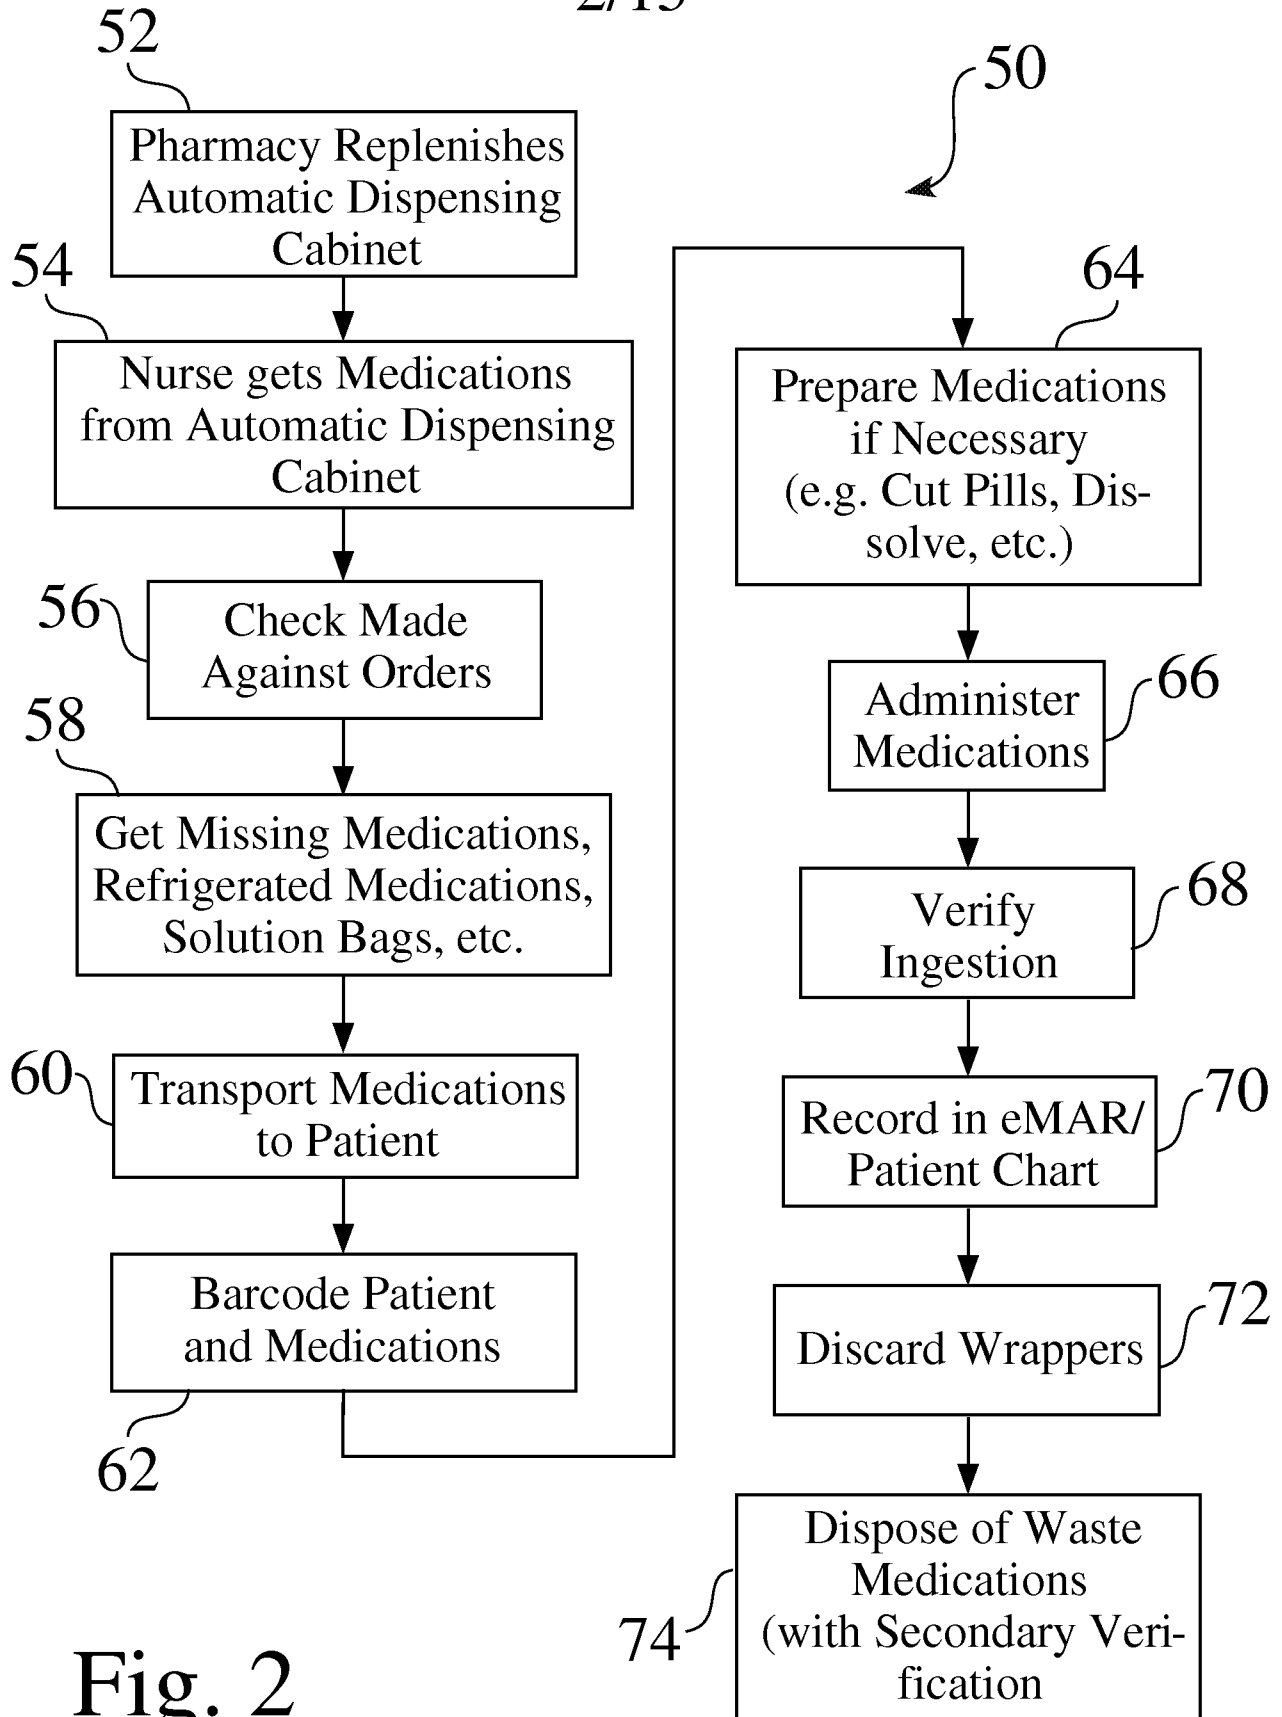 2/15
52
50
Pharmacy Replenishes
Automatic Dispensing
Cabinet
54
Nurse gets Medications
from Automatic Dispensing
Cabinet
56
Check Made
Against Orders
58
Get Missing Medications,
Refrigerated Medications,
Solution Bags, etc.
60
Transport Medications
to Patient
Barcode Patient
and Medications
62
64
Prepare Medications
if Necessary
(e.g. Cut Pills, Dis-
solve, etc.)
Administer
Medications
66
Verify
Ingestion
68
Record in eMAR/
Patient Chart
70
Discard Wrappers
72
Dispose of Waste
Medications
(with Secondary Veri-
fication
74
Fig. 2